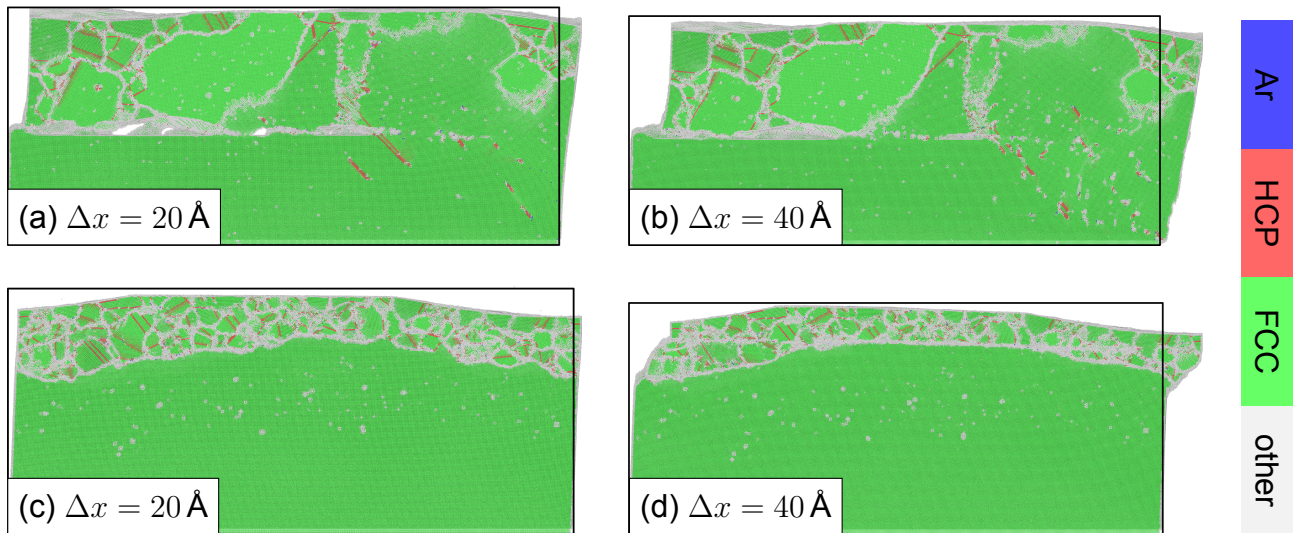 (a) Δx = 20 Å
(b) Δx = 40 Å
(c) Δx = 20 Å
(d) Δx = 40 Å
Ar
HCP
FCC
other